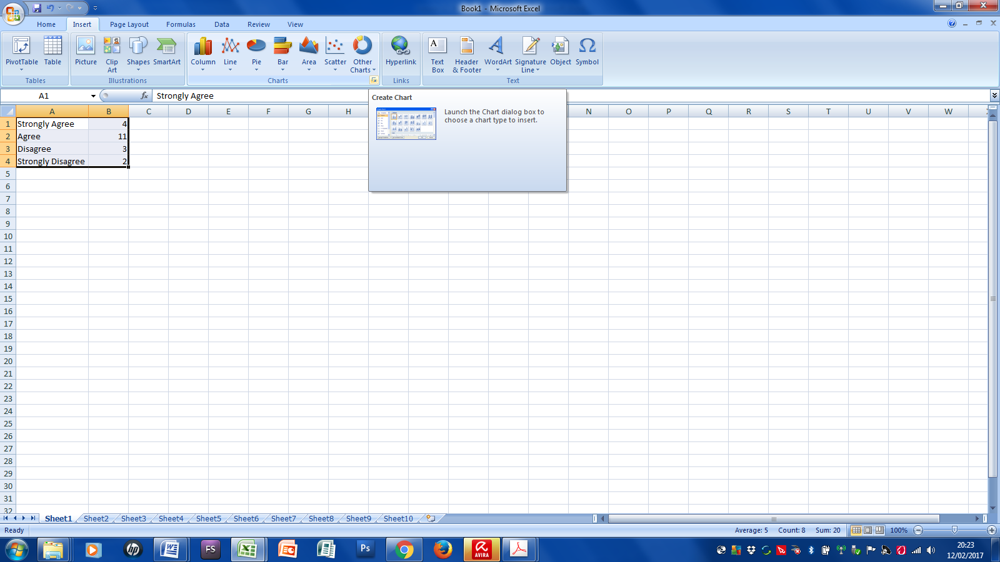 Book1 - Microsoft Excel
Home Insert Page Layout Formulas Data Review View
PivotTable Table Picture Clip Art Shapes SmartArt Column Line Pie Bar Area Scatter Other Charts Hyperlink Text Box Header & Footer WordArt Signature Line Object Symbol
Tables Illustrations Charts Links Text
A1 fx Strongly Agree
Create Chart
Launch the Chart dialog box to
choose a chart type to insert.
A B C D E F G H N O P Q R S T U V W
1 Strongly Agree 4
2 Agree 11
3 Disagree 3
4 Strongly Disagree 2
5
6
7
8
9
10
11
12
13
14
15
16
17
18
19
20
21
22
23
24
25
26
27
28
29
30
31
32
Sheet1 Sheet2 Sheet3 Sheet4 Sheet5 Sheet6 Sheet7 Sheet8 Sheet9 Sheet10
Ready Average: 5 Count: 8 Sum: 20 100%
hp W FS Ps AVIRA
20:23
12/02/2017